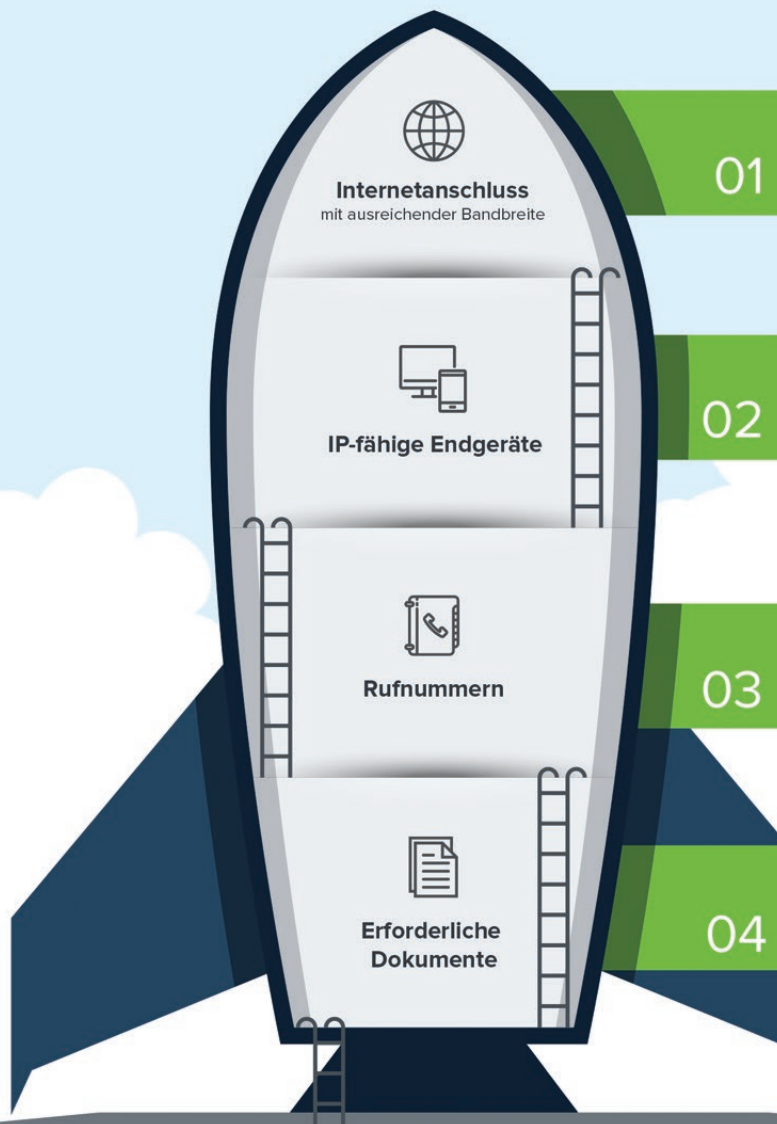 Internetanschluss
mit ausreichender Bandbreite
01
IP-fähige Endgeräte
02
Rufnummern
03
Erforderliche
Dokumente
04